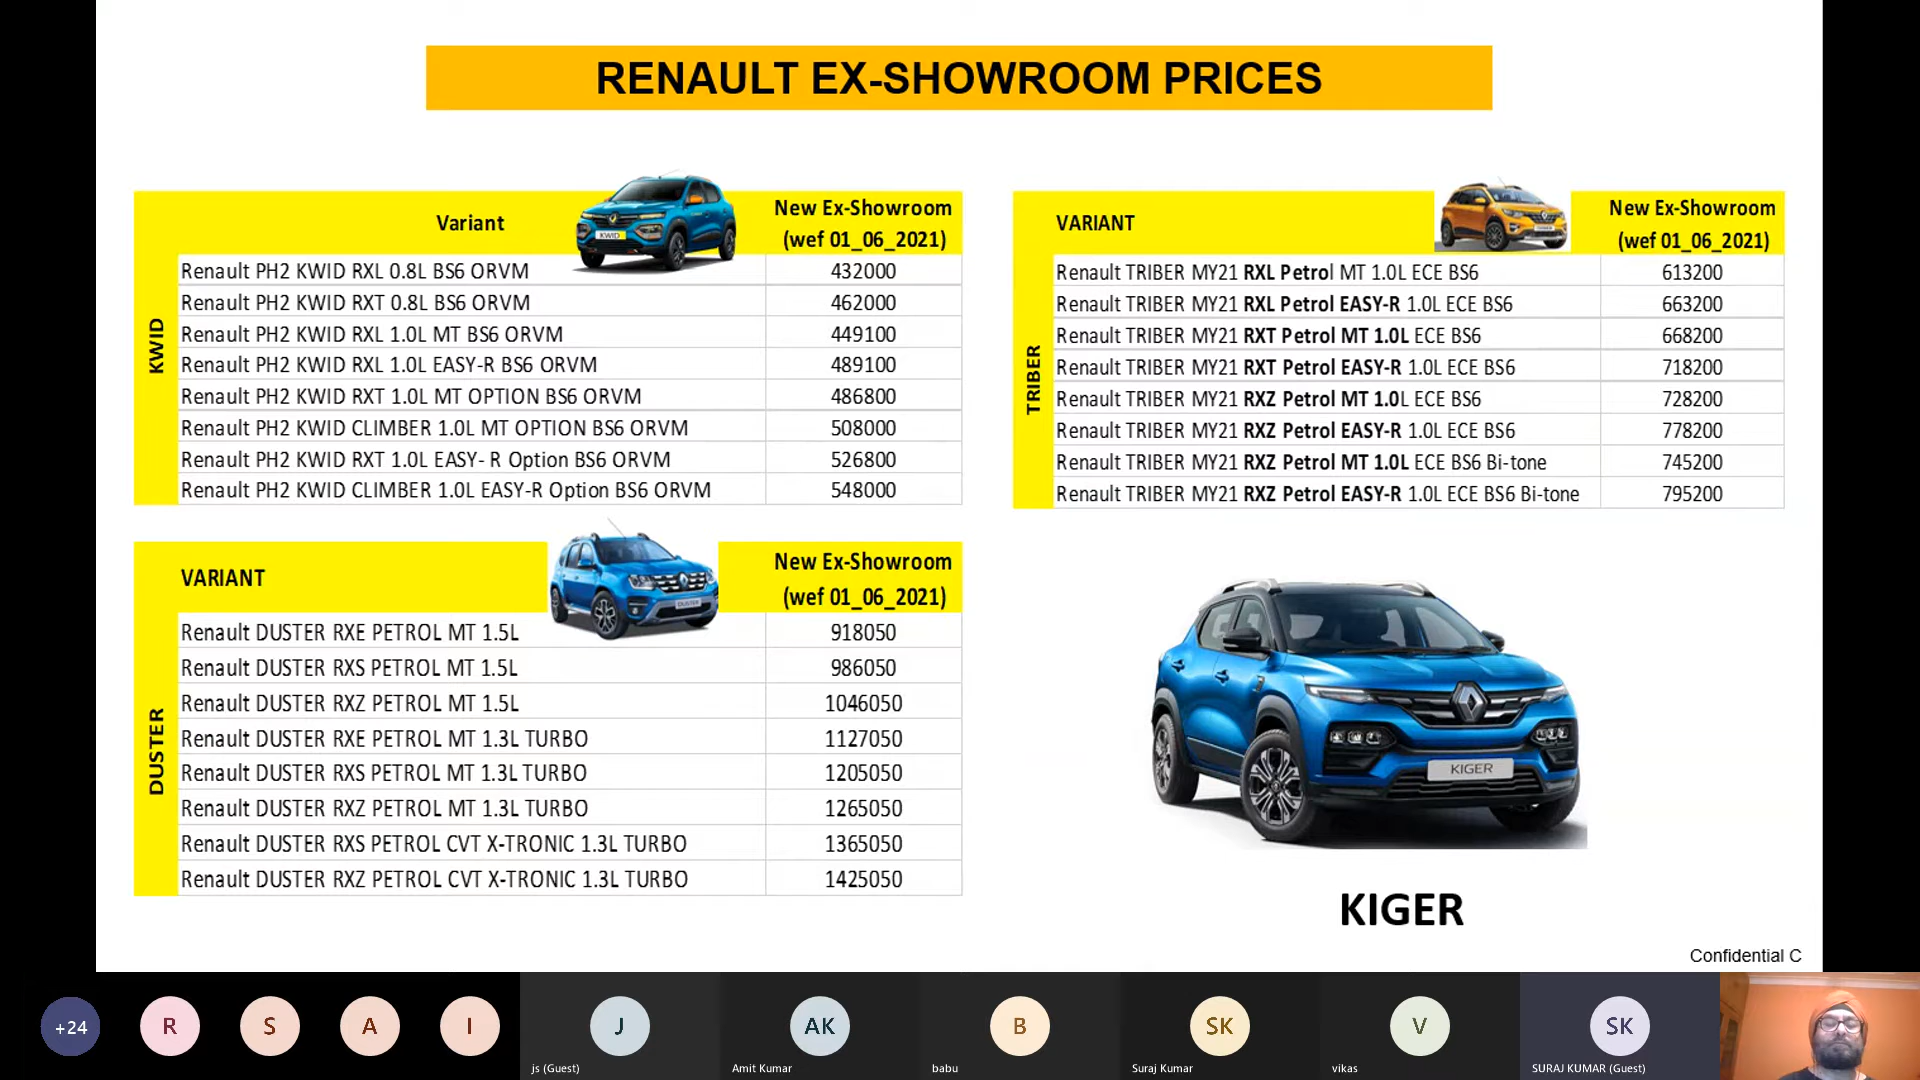 RENAULT EX-SHOWROOM PRICES
Variant
New Ex-Showroom
(wef 01_06_2021)
KWID
Renault PH2 KWID RXL 0.8L BS6 ORVM 432000
Renault PH2 KWID RXT 0.8L BS6 ORVM 462000
Renault PH2 KWID RXL 1.0L MT BS6 ORVM 449100
Renault PH2 KWID RXL 1.0L EASY-R BS6 ORVM 489100
Renault PH2 KWID RXT 1.0L MT OPTION BS6 ORVM 486800
Renault PH2 KWID CLIMBER 1.0L MT OPTION BS6 ORVM 508000
Renault PH2 KWID RXT 1.0L EASY- R Option BS6 ORVM 526800
Renault PH2 KWID CLIMBER 1.0L EASY-R Option BS6 ORVM 548000
VARIANT
New Ex-Showroom
(wef 01_06_2021)
TRIBER
Renault TRIBER MY21 RXL Petrol MT 1.0L ECE BS6 613200
Renault TRIBER MY21 RXL Petrol EASY-R 1.0L ECE BS6 663200
Renault TRIBER MY21 RXT Petrol MT 1.0L ECE BS6 668200
Renault TRIBER MY21 RXT Petrol EASY-R 1.0L ECE BS6 718200
Renault TRIBER MY21 RXZ Petrol MT 1.0L ECE BS6 728200
Renault TRIBER MY21 RXZ Petrol EASY-R 1.0L ECE BS6 778200
Renault TRIBER MY21 RXZ Petrol MT 1.0L ECE BS6 Bi-tone 745200
Renault TRIBER MY21 RXZ Petrol EASY-R 1.0L ECE BS6 Bi-tone 795200
VARIANT
New Ex-Showroom
(wef 01_06_2021)
DUSTER
Renault DUSTER RXE PETROL MT 1.5L 918050
Renault DUSTER RXS PETROL MT 1.5L 986050
Renault DUSTER RXZ PETROL MT 1.5L 1046050
Renault DUSTER RXE PETROL MT 1.3L TURBO 1127050
Renault DUSTER RXS PETROL MT 1.3L TURBO 1205050
Renault DUSTER RXZ PETROL MT 1.3L TURBO 1265050
Renault DUSTER RXS PETROL CVT X-TRONIC 1.3L TURBO 1365050
Renault DUSTER RXZ PETROL CVT X-TRONIC 1.3L TURBO 1425050
KWID
DUSTER
KIGER
KIGER
Confidential C
+24 R S A I J AK B SK V SK
js (Guest) Amit Kumar babu Suraj Kumar vikas SURAJ KUMAR (Guest)